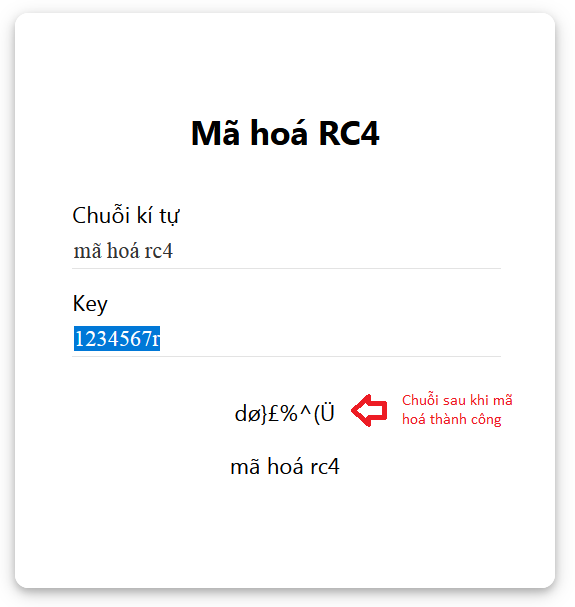 Mã hoá RC4
Chuỗi kí tự
mã hoá rc4
Key
1234567r
dø}£%^(Ü
Chuỗi sau khi mã
hoá thành công
mã hoá rc4